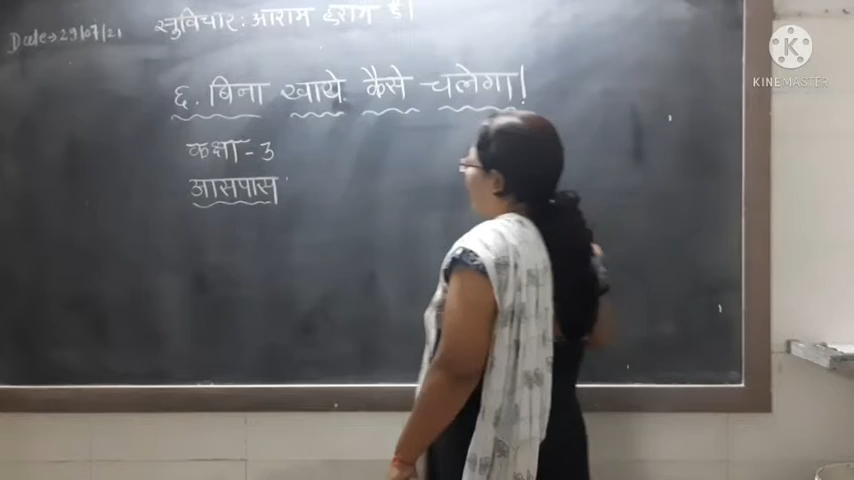 Date→29/07/21
सुविचार: आराम हराम है।
६. बिना खाये कैसे चलेगा!
कक्षा - 3
आसपास
KINEMASTER